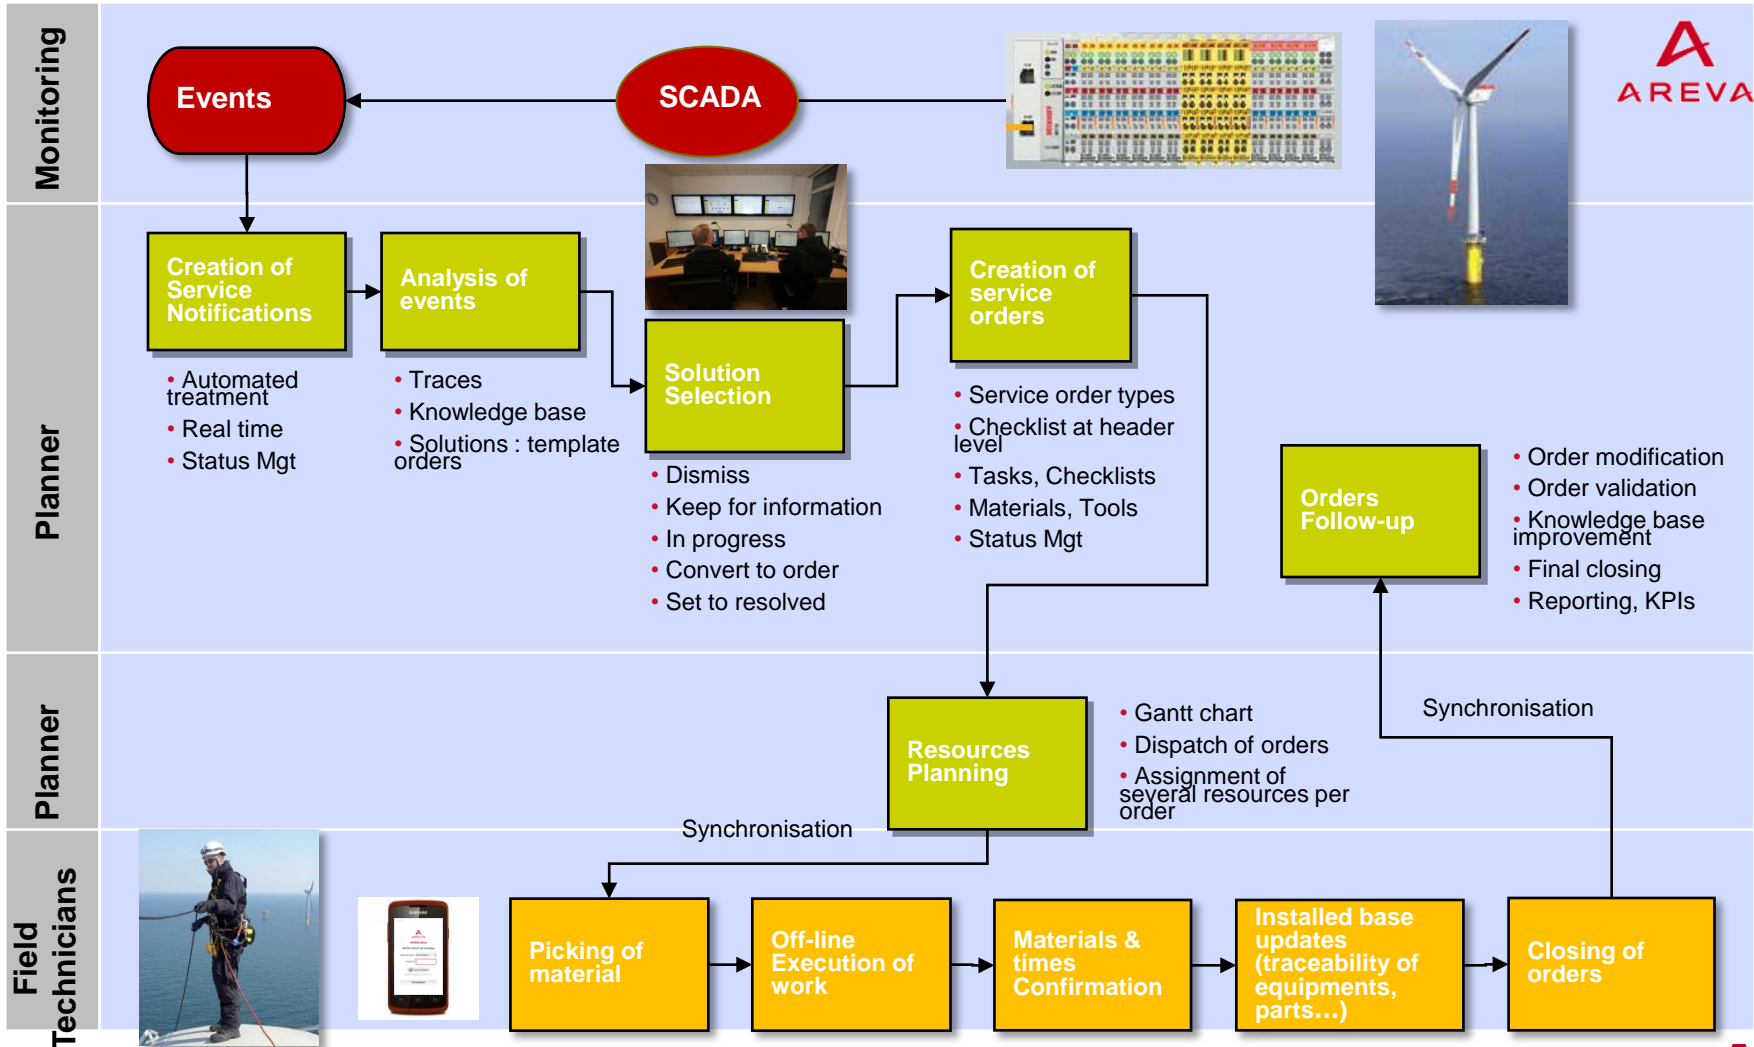 Monitoring
Events
SCADA
BECKHOFF
AREVA
Planner
Creation of
Service
Notifications
• Automated
treatment
• Real time
• Status Mgt
Analysis of
events
• Traces
• Knowledge base
• Solutions : template
orders
Solution
Selection
• Dismiss
• Keep for information
• In progress
• Convert to order
• Set to resolved
Creation of
service
orders
• Service order types
• Checklist at header
level
• Tasks, Checklists
• Materials, Tools
• Status Mgt
Orders
Follow-up
• Order modification
• Order validation
• Knowledge base
improvement
• Final closing
• Reporting, KPIs
Planner
Resources
Planning
• Gantt chart
• Dispatch of orders
• Assignment of
several resources per
order
Synchronisation
Synchronisation
Field
Technicians
SAMSUNG
AREVA
Picking of
material
Off-line
Execution of
work
Materials &
times
Confirmation
Installed base
updates
(traceability of
equipments,
parts...)
Closing of
orders